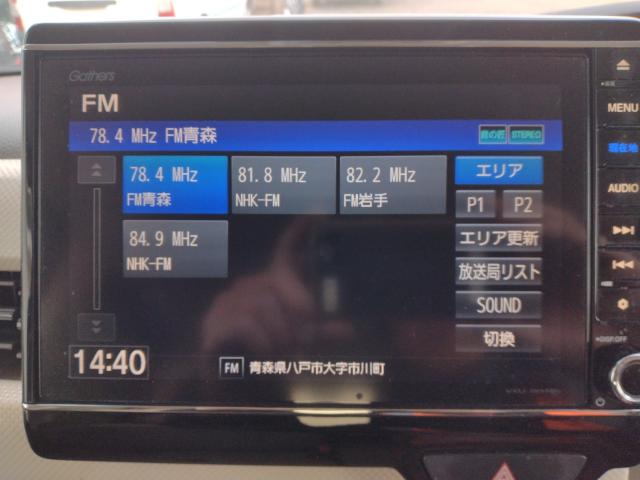 Gathers
FM
78.4 MHz FM青森 音の匠 STEREO
78.4 MHz
FM青森
81.8 MHz
NHK-FM
82.2 MHz
FM岩手
84.9 MHz
NHK-FM
エリア
P1 P2
エリア更新
放送局リスト
SOUND
切換
14:40 FM 青森県八戸市大字市川町
MENU
現在地
AUDIO
DISP.OFF